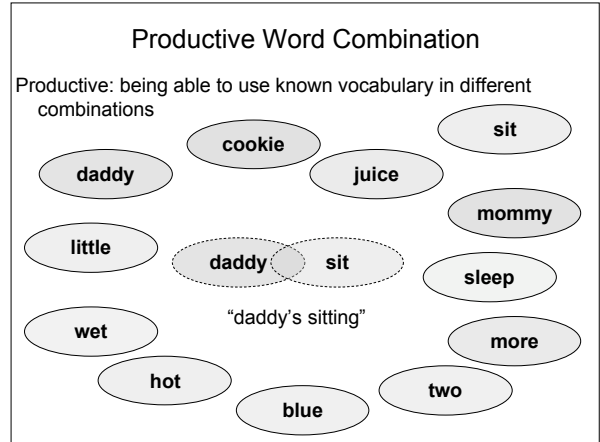 Productive Word Combination
Productive: being able to use known vocabulary in different
combinations
sit
cookie
daddy
juice
mommy
little
daddy sit
sleep
“daddy’s sitting”
wet
more
hot
two
blue